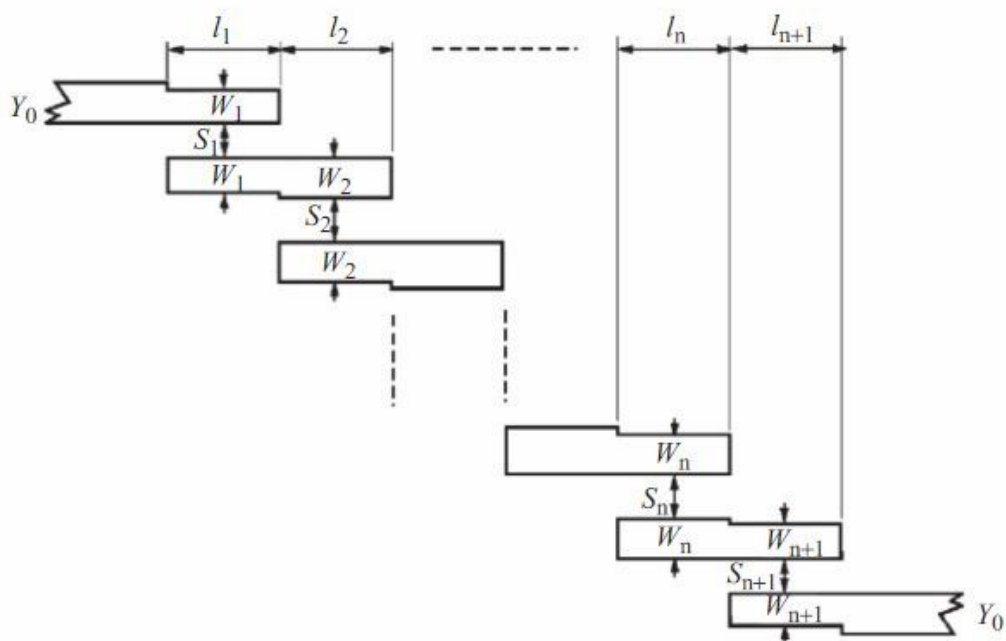 l1 l2 ln ln+1
Y0 W1
S1
W1 W2
S2
W2
Wn
Sn
Wn Wn+1
Sn+1
Wn+1 Y0